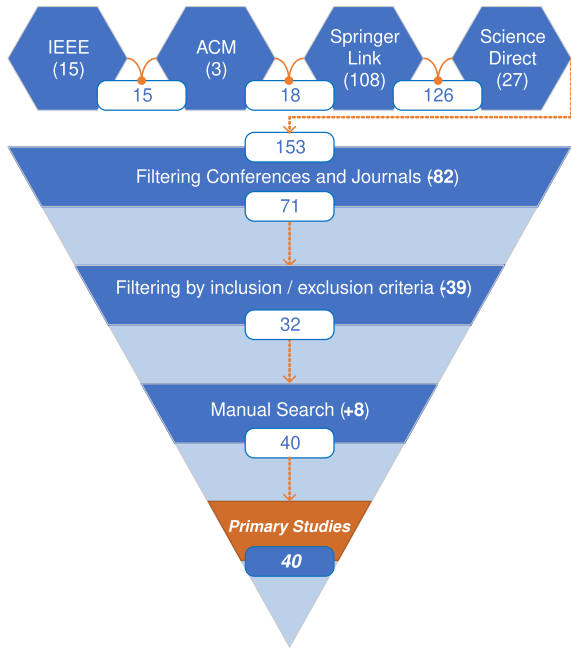 IEEE
(15)
ACM
(3)
Springer
Link
(108)
Science
Direct
(27)
15
18
126
153
Filtering Conferences and Journals (-82)
71
Filtering by inclusion / exclusion criteria (-39)
32
Manual Search (+8)
40
Primary Studies
40